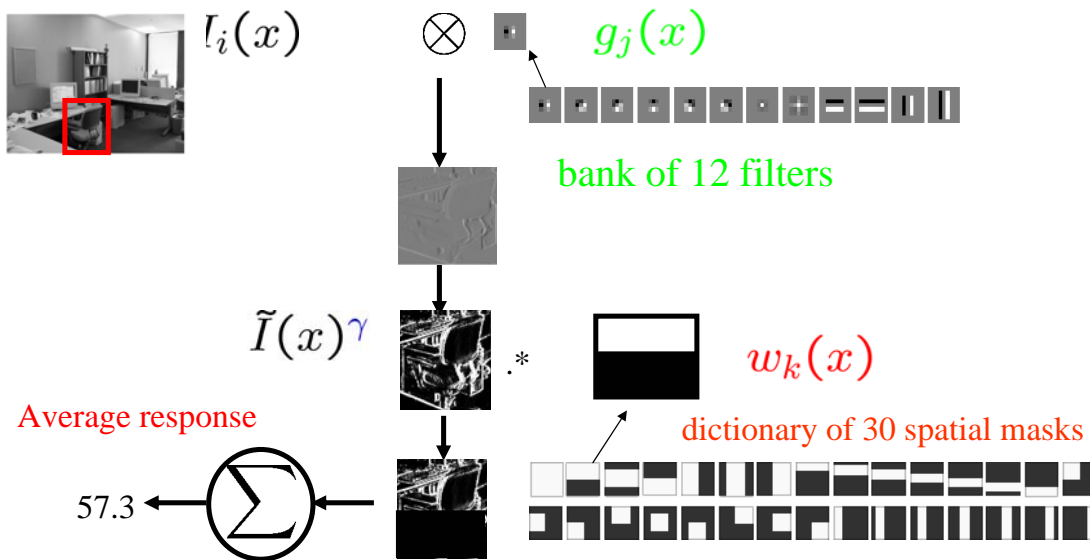 I_i(x) ⊗ g_j(x)
bank of 12 filters
Ĩ(x)^γ .* w_k(x)
Average response
dictionary of 30 spatial masks
57.3 Σ